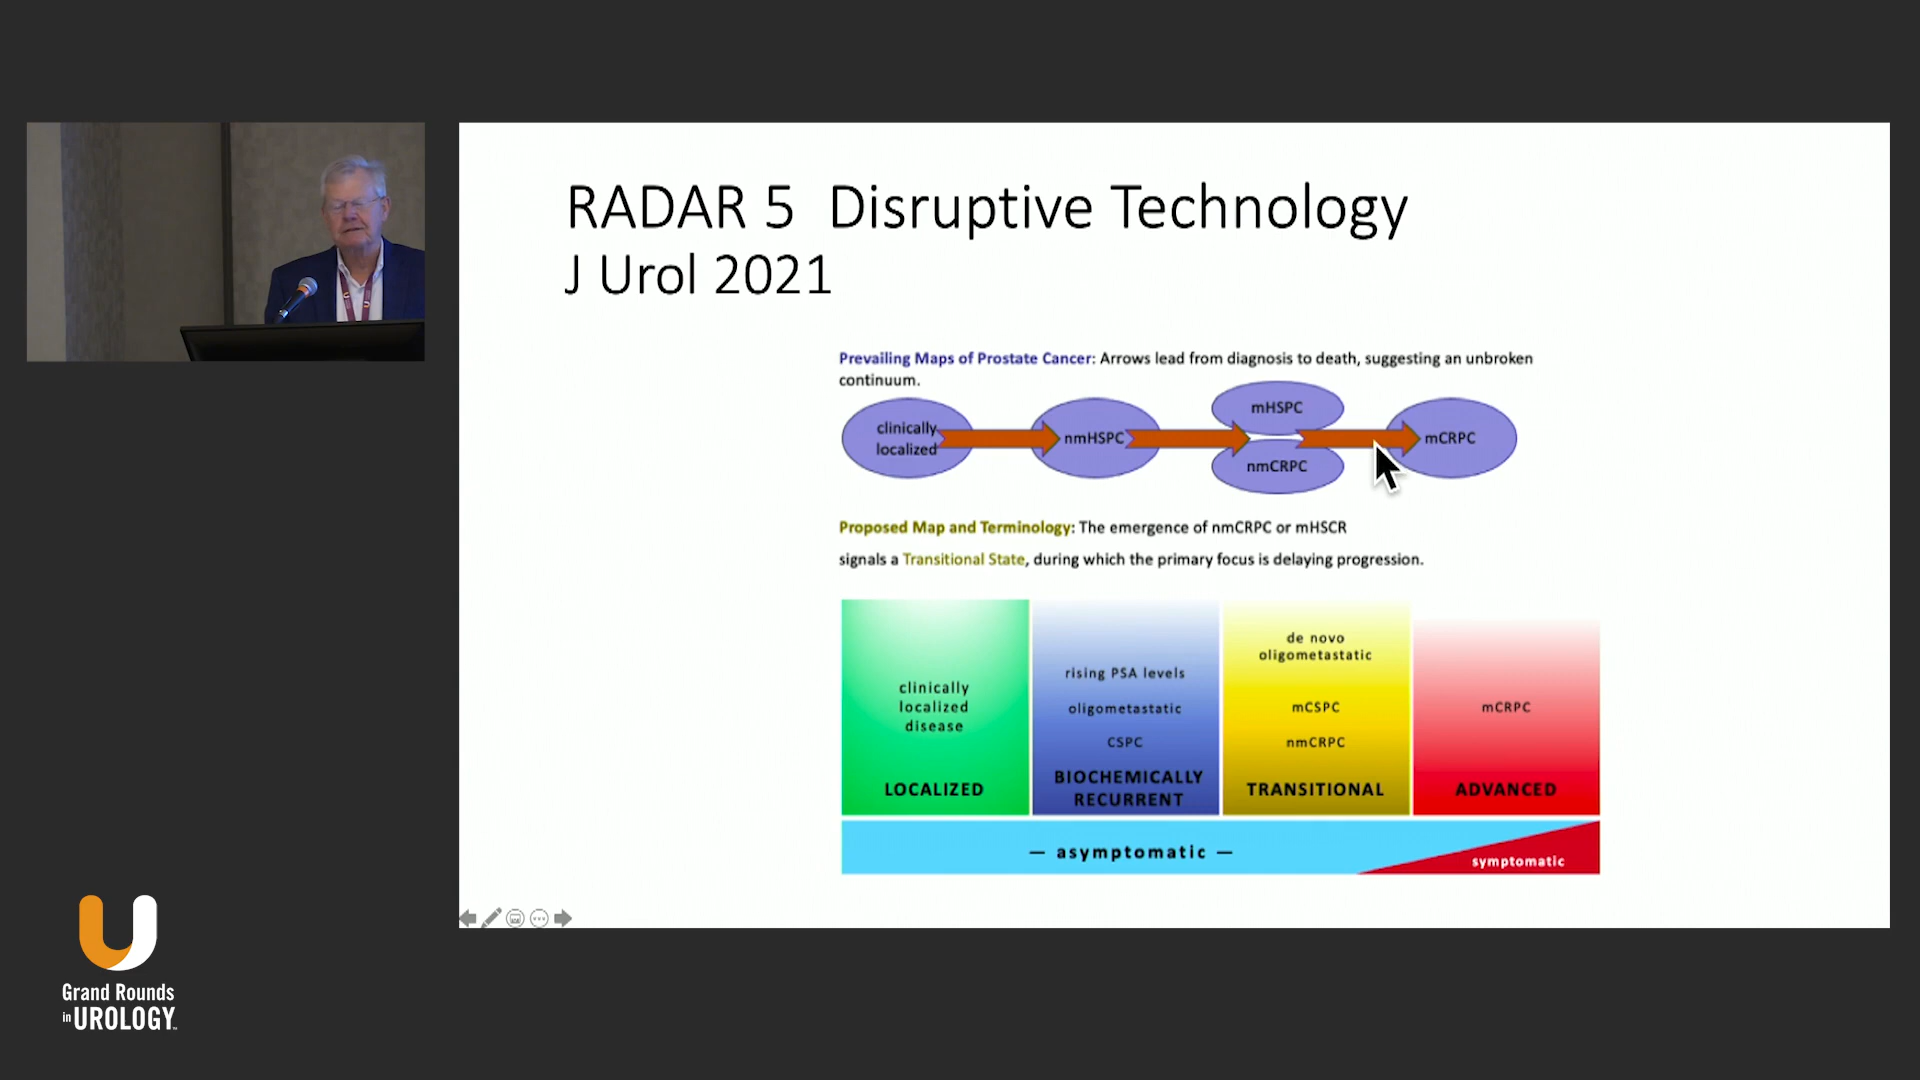 RADAR 5 Disruptive Technology
J Urol 2021
Prevailing Maps of Prostate Cancer: Arrows lead from diagnosis to death, suggesting an unbroken
continuum.
clinically
localized
nmHSPC
mHSPC
nmCRPC
mCRPC
Proposed Map and Terminology: The emergence of nmCRPC or mHSCR
signals a Transitional State, during which the primary focus is delaying progression.
clinically
localized
disease
LOCALIZED
rising PSA levels
oligometastatic
CSPC
BIOCHEMICALLY
RECURRENT
de novo
oligometastatic
mCSPC
nmCRPC
TRANSITIONAL
mCRPC
ADVANCED
— asymptomatic —
symptomatic
Grand Rounds
in UROLOGY™